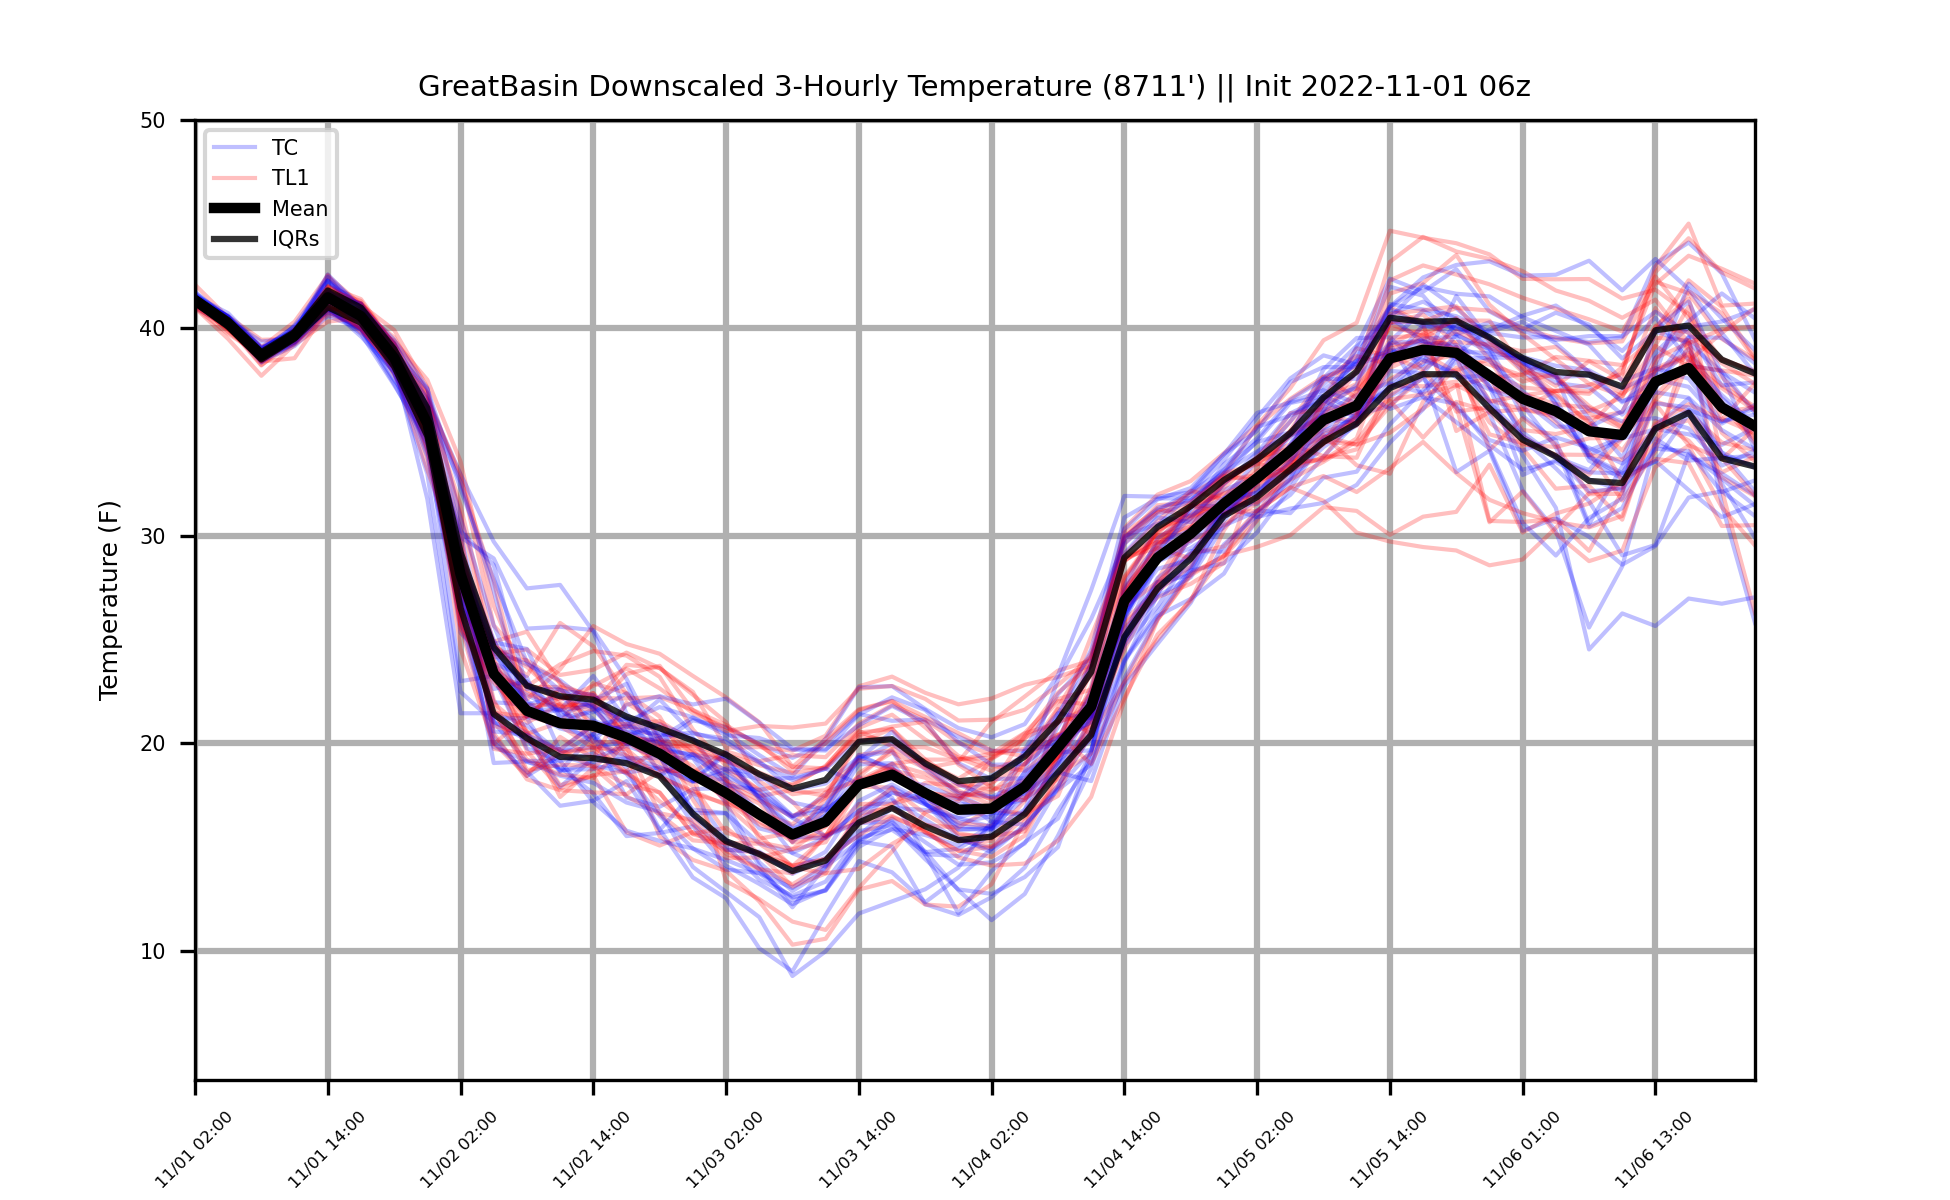 GreatBasin Downscaled 3-Hourly Temperature (8711') || Init 2022-11-01 06z
50
40
30
20
10
Temperature (F)
TC
TL1
Mean
IQRs
11/01 02:00
11/01 14:00
11/02 02:00
11/02 14:00
11/03 02:00
11/03 14:00
11/04 02:00
11/04 14:00
11/05 02:00
11/05 14:00
11/06 01:00
11/06 13:00